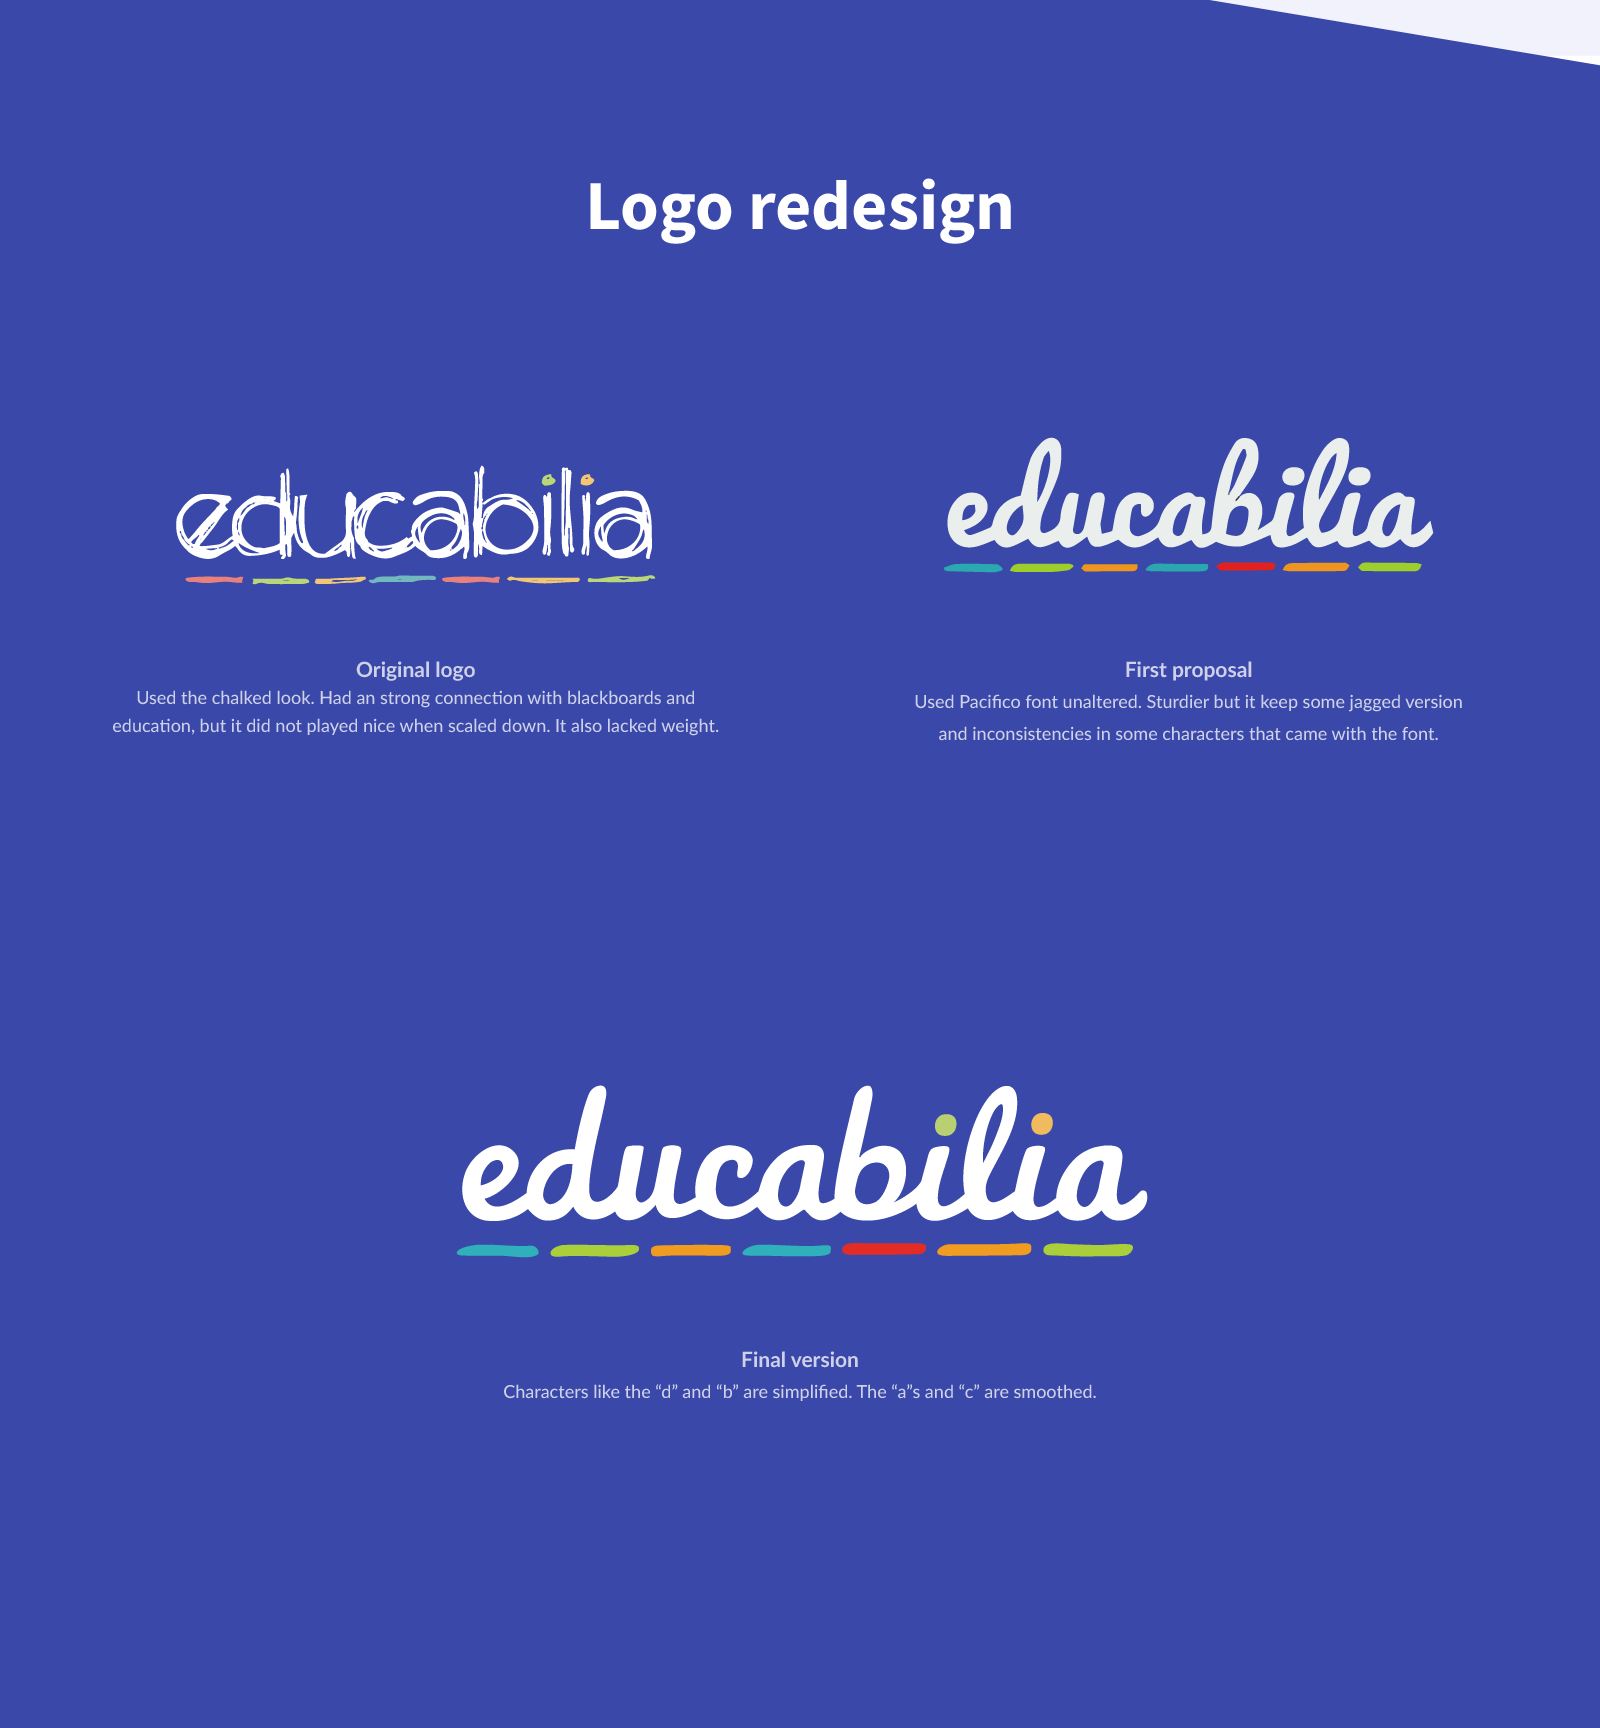 Logo redesign
educabilia
educabilia
Original logo
Used the chalked look. Had an strong connection with blackboards and
education, but it did not played nice when scaled down. It also lacked weight.
First proposal
Used Pacifico font unaltered. Sturdier but it keep some jagged version
and inconsistencies in some characters that came with the font.
educabilia
Final version
Characters like the “d” and “b” are simplified. The “a”s and “c” are smoothed.